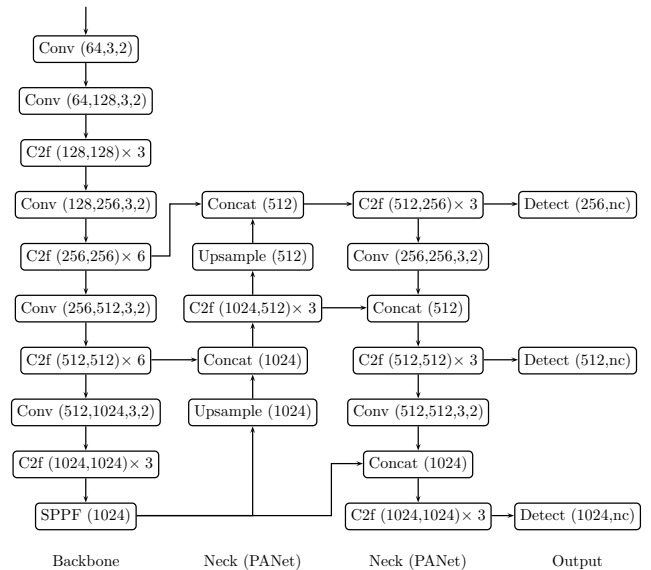 Conv (64,3,2)
Conv (64,128,3,2)
C2f (128,128)× 3
Conv (128,256,3,2)
Concat (512)
C2f (512,256)× 3
Detect (256,nc)
C2f (256,256)× 6
Upsample (512)
Conv (256,256,3,2)
Conv (256,512,3,2)
C2f (1024,512)× 3
Concat (512)
C2f (512,512)× 6
Concat (1024)
C2f (512,512)× 3
Detect (512,nc)
Conv (512,1024,3,2)
Upsample (1024)
Conv (512,512,3,2)
C2f (1024,1024)× 3
Concat (1024)
SPPF (1024)
C2f (1024,1024)× 3
Detect (1024,nc)
Backbone
Neck (PANet)
Neck (PANet)
Output